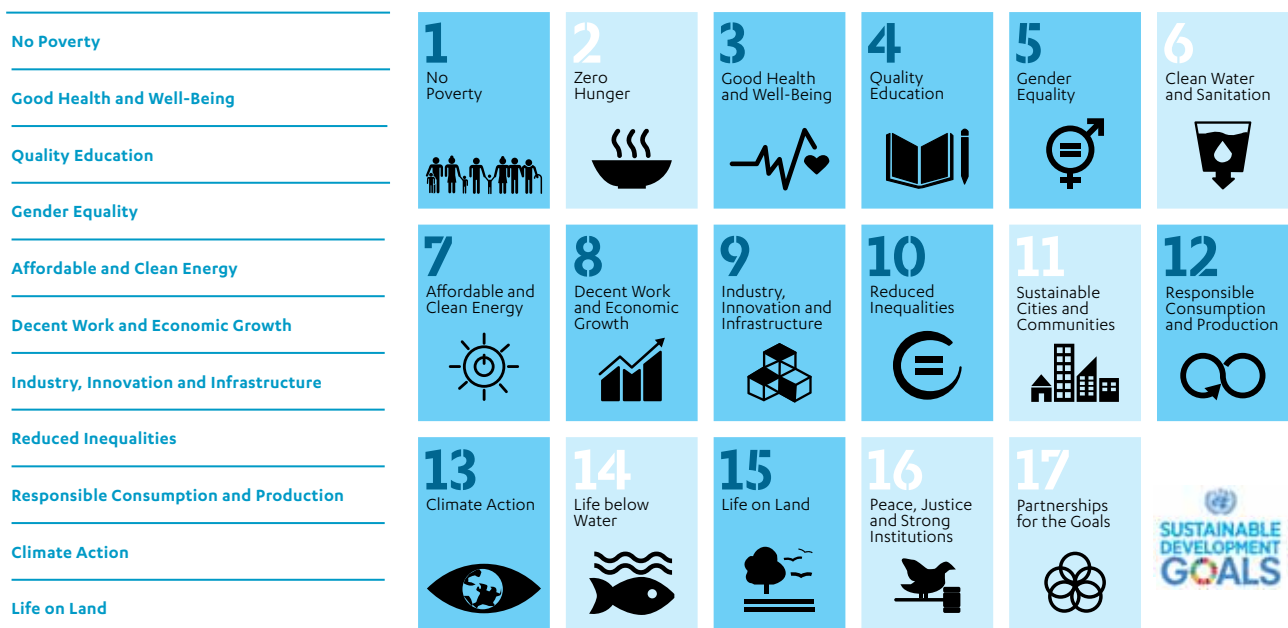 No Poverty
Good Health and Well-Being
Quality Education
Gender Equality
Affordable and Clean Energy
Decent Work and Economic Growth
Industry, Innovation and Infrastructure
Reduced Inequalities
Responsible Consumption and Production
Climate Action
Life on Land
1
No
Poverty
2
Zero
Hunger
3
Good Health
and Well-Being
4
Quality
Education
5
Gender
Equality
6
Clean Water
and Sanitation
7
Affordable and
Clean Energy
8
Decent Work
and Economic
Growth
9
Industry,
Innovation and
Infrastructure
10
Reduced
Inequalities
11
Sustainable
Cities and
Communities
12
Responsible
Consumption
and Production
13
Climate Action
14
Life below
Water
15
Life on Land
16
Peace, Justice
and Strong
Institutions
17
Partnerships
for the Goals
SUSTAINABLE
DEVELOPMENT
GOALS